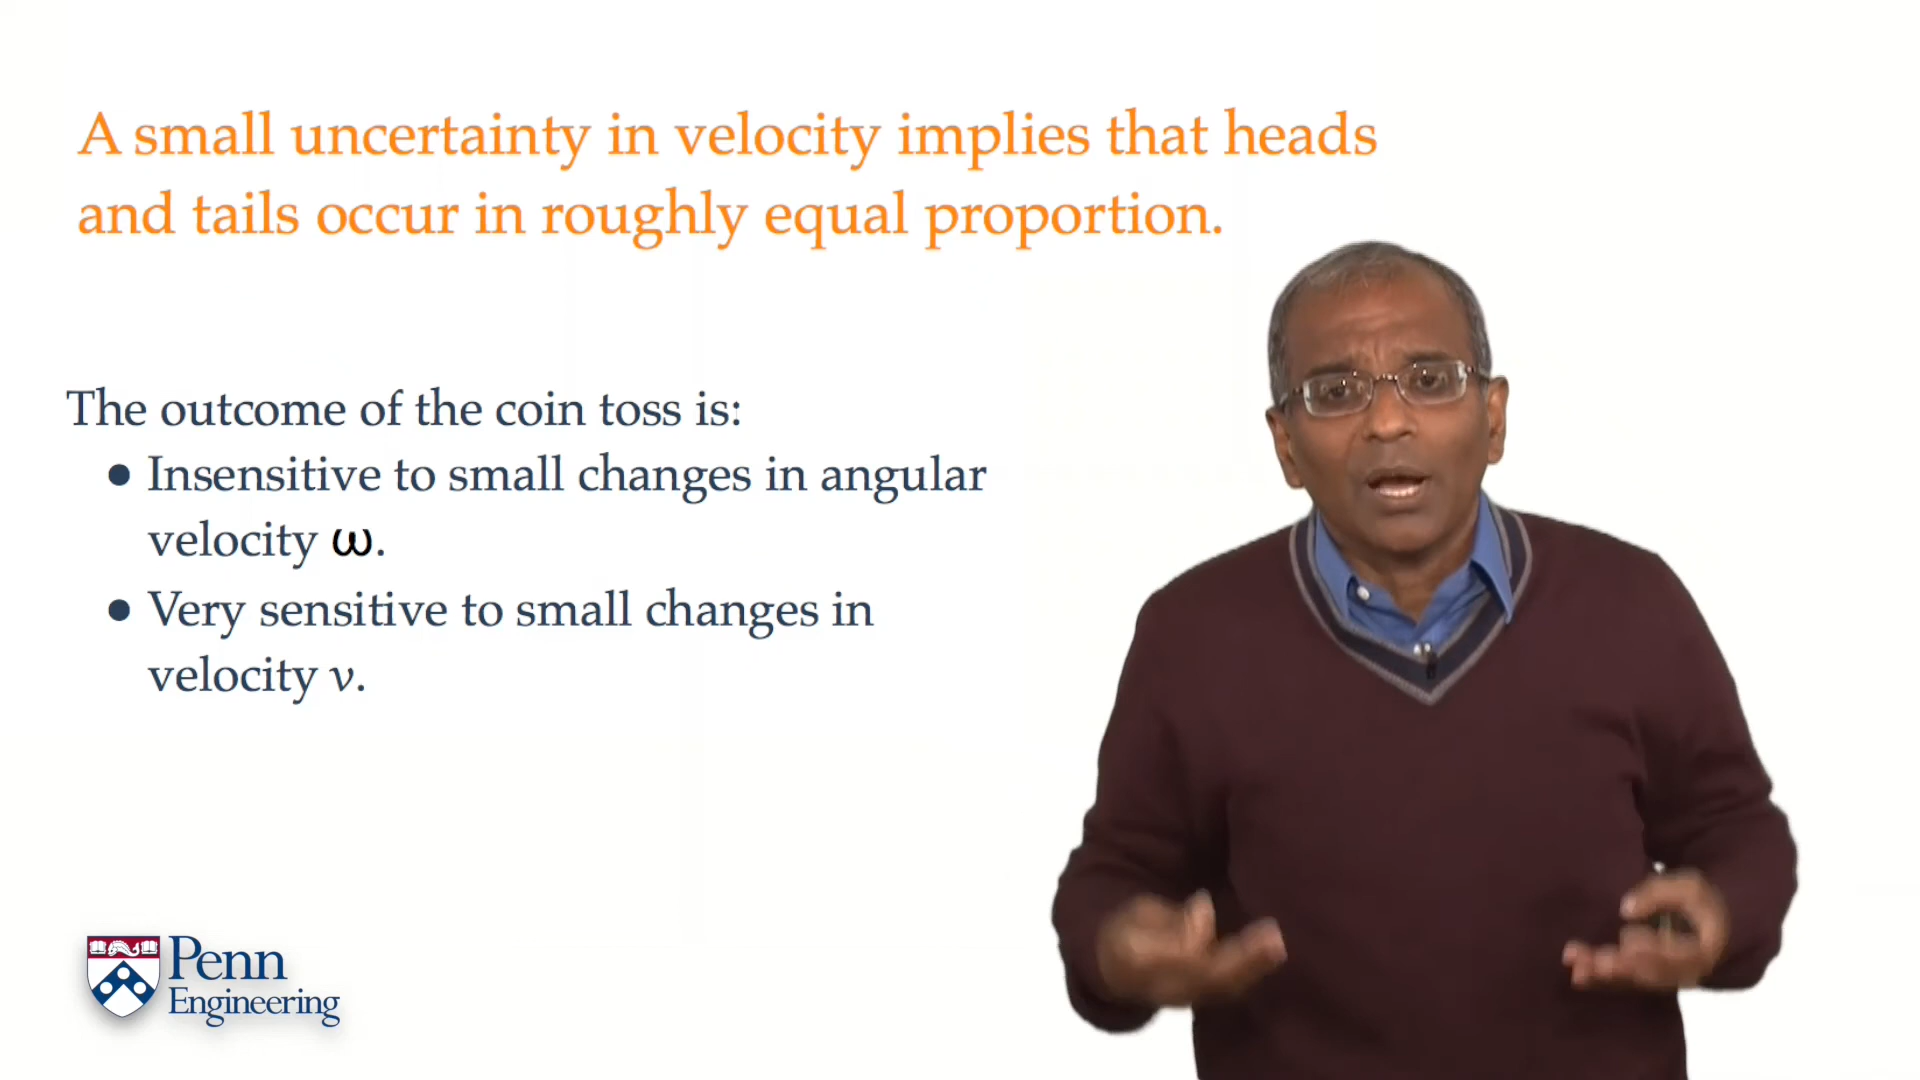 A small uncertainty in velocity implies that heads
and tails occur in roughly equal proportion.
The outcome of the coin toss is:
● Insensitive to small changes in angular
velocity ω.
● Very sensitive to small changes in
velocity v.
Penn
Engineering